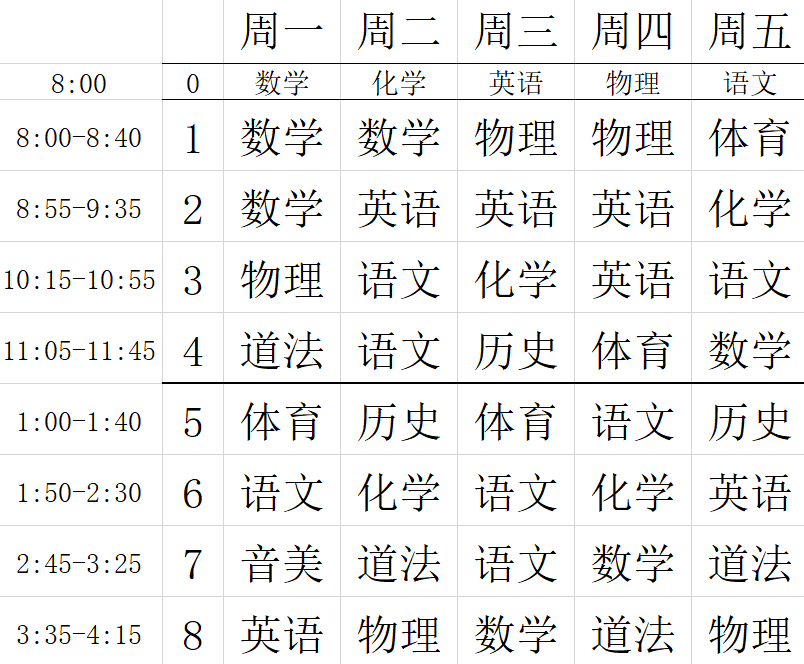 周一 周二 周三 周四 周五
8:00 0 数学 化学 英语 物理 语文
8:00-8:40 1 数学 数学 物理 物理 体育
8:55-9:35 2 数学 英语 英语 英语 化学
10:15-10:55 3 物理 语文 化学 英语 语文
11:05-11:45 4 道法 语文 历史 体育 数学
1:00-1:40 5 体育 历史 体育 语文 历史
1:50-2:30 6 语文 化学 语文 化学 英语
2:45-3:25 7 音美 道法 语文 数学 道法
3:35-4:15 8 英语 物理 数学 道法 物理